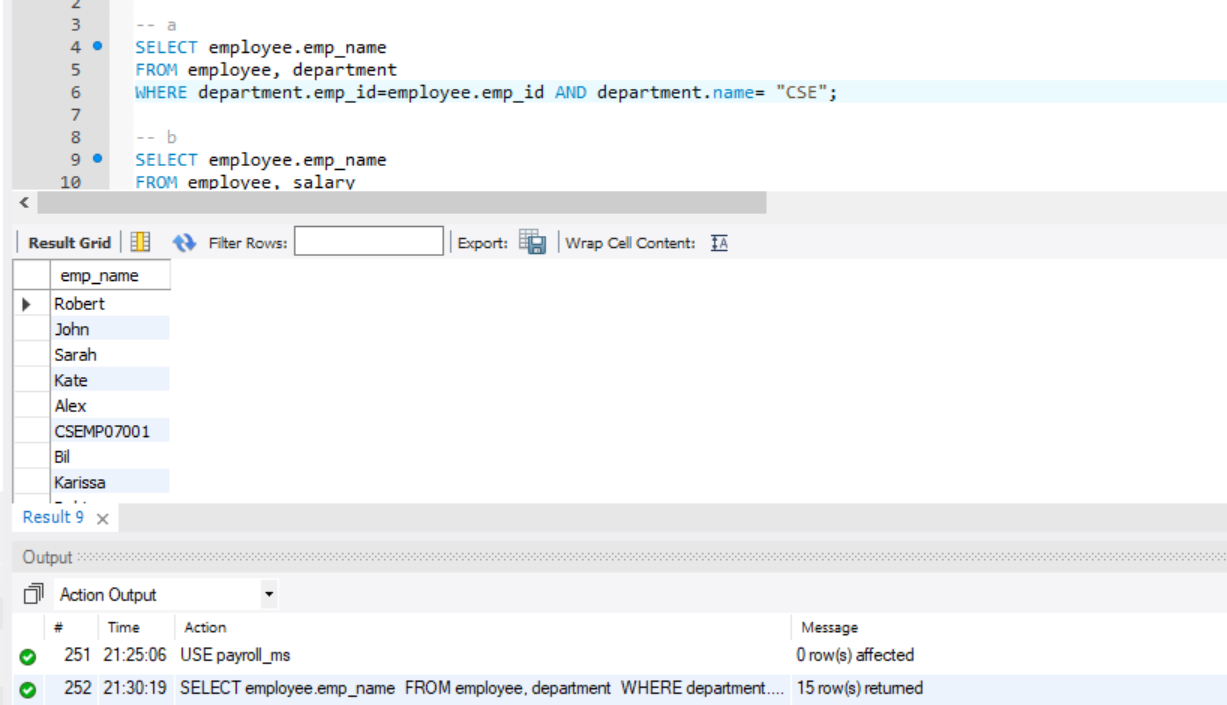 2
3 -- a
4 SELECT employee.emp_name
5 FROM employee, department
6 WHERE department.emp_id=employee.emp_id AND department.name= "CSE";
7
8 -- b
9 SELECT employee.emp_name
10 FROM employee, salary
Result Grid Filter Rows: Export: Wrap Cell Content: IA
emp_name
Robert
John
Sarah
Kate
Alex
CSEMP07001
Bil
Karissa
Result 9 ×
Output
Action Output
# Time Action Message
251 21:25:06 USE payroll_ms 0 row(s) affected
252 21:30:19 SELECT employee.emp_name FROM employee, department WHERE department.... 15 row(s) returned